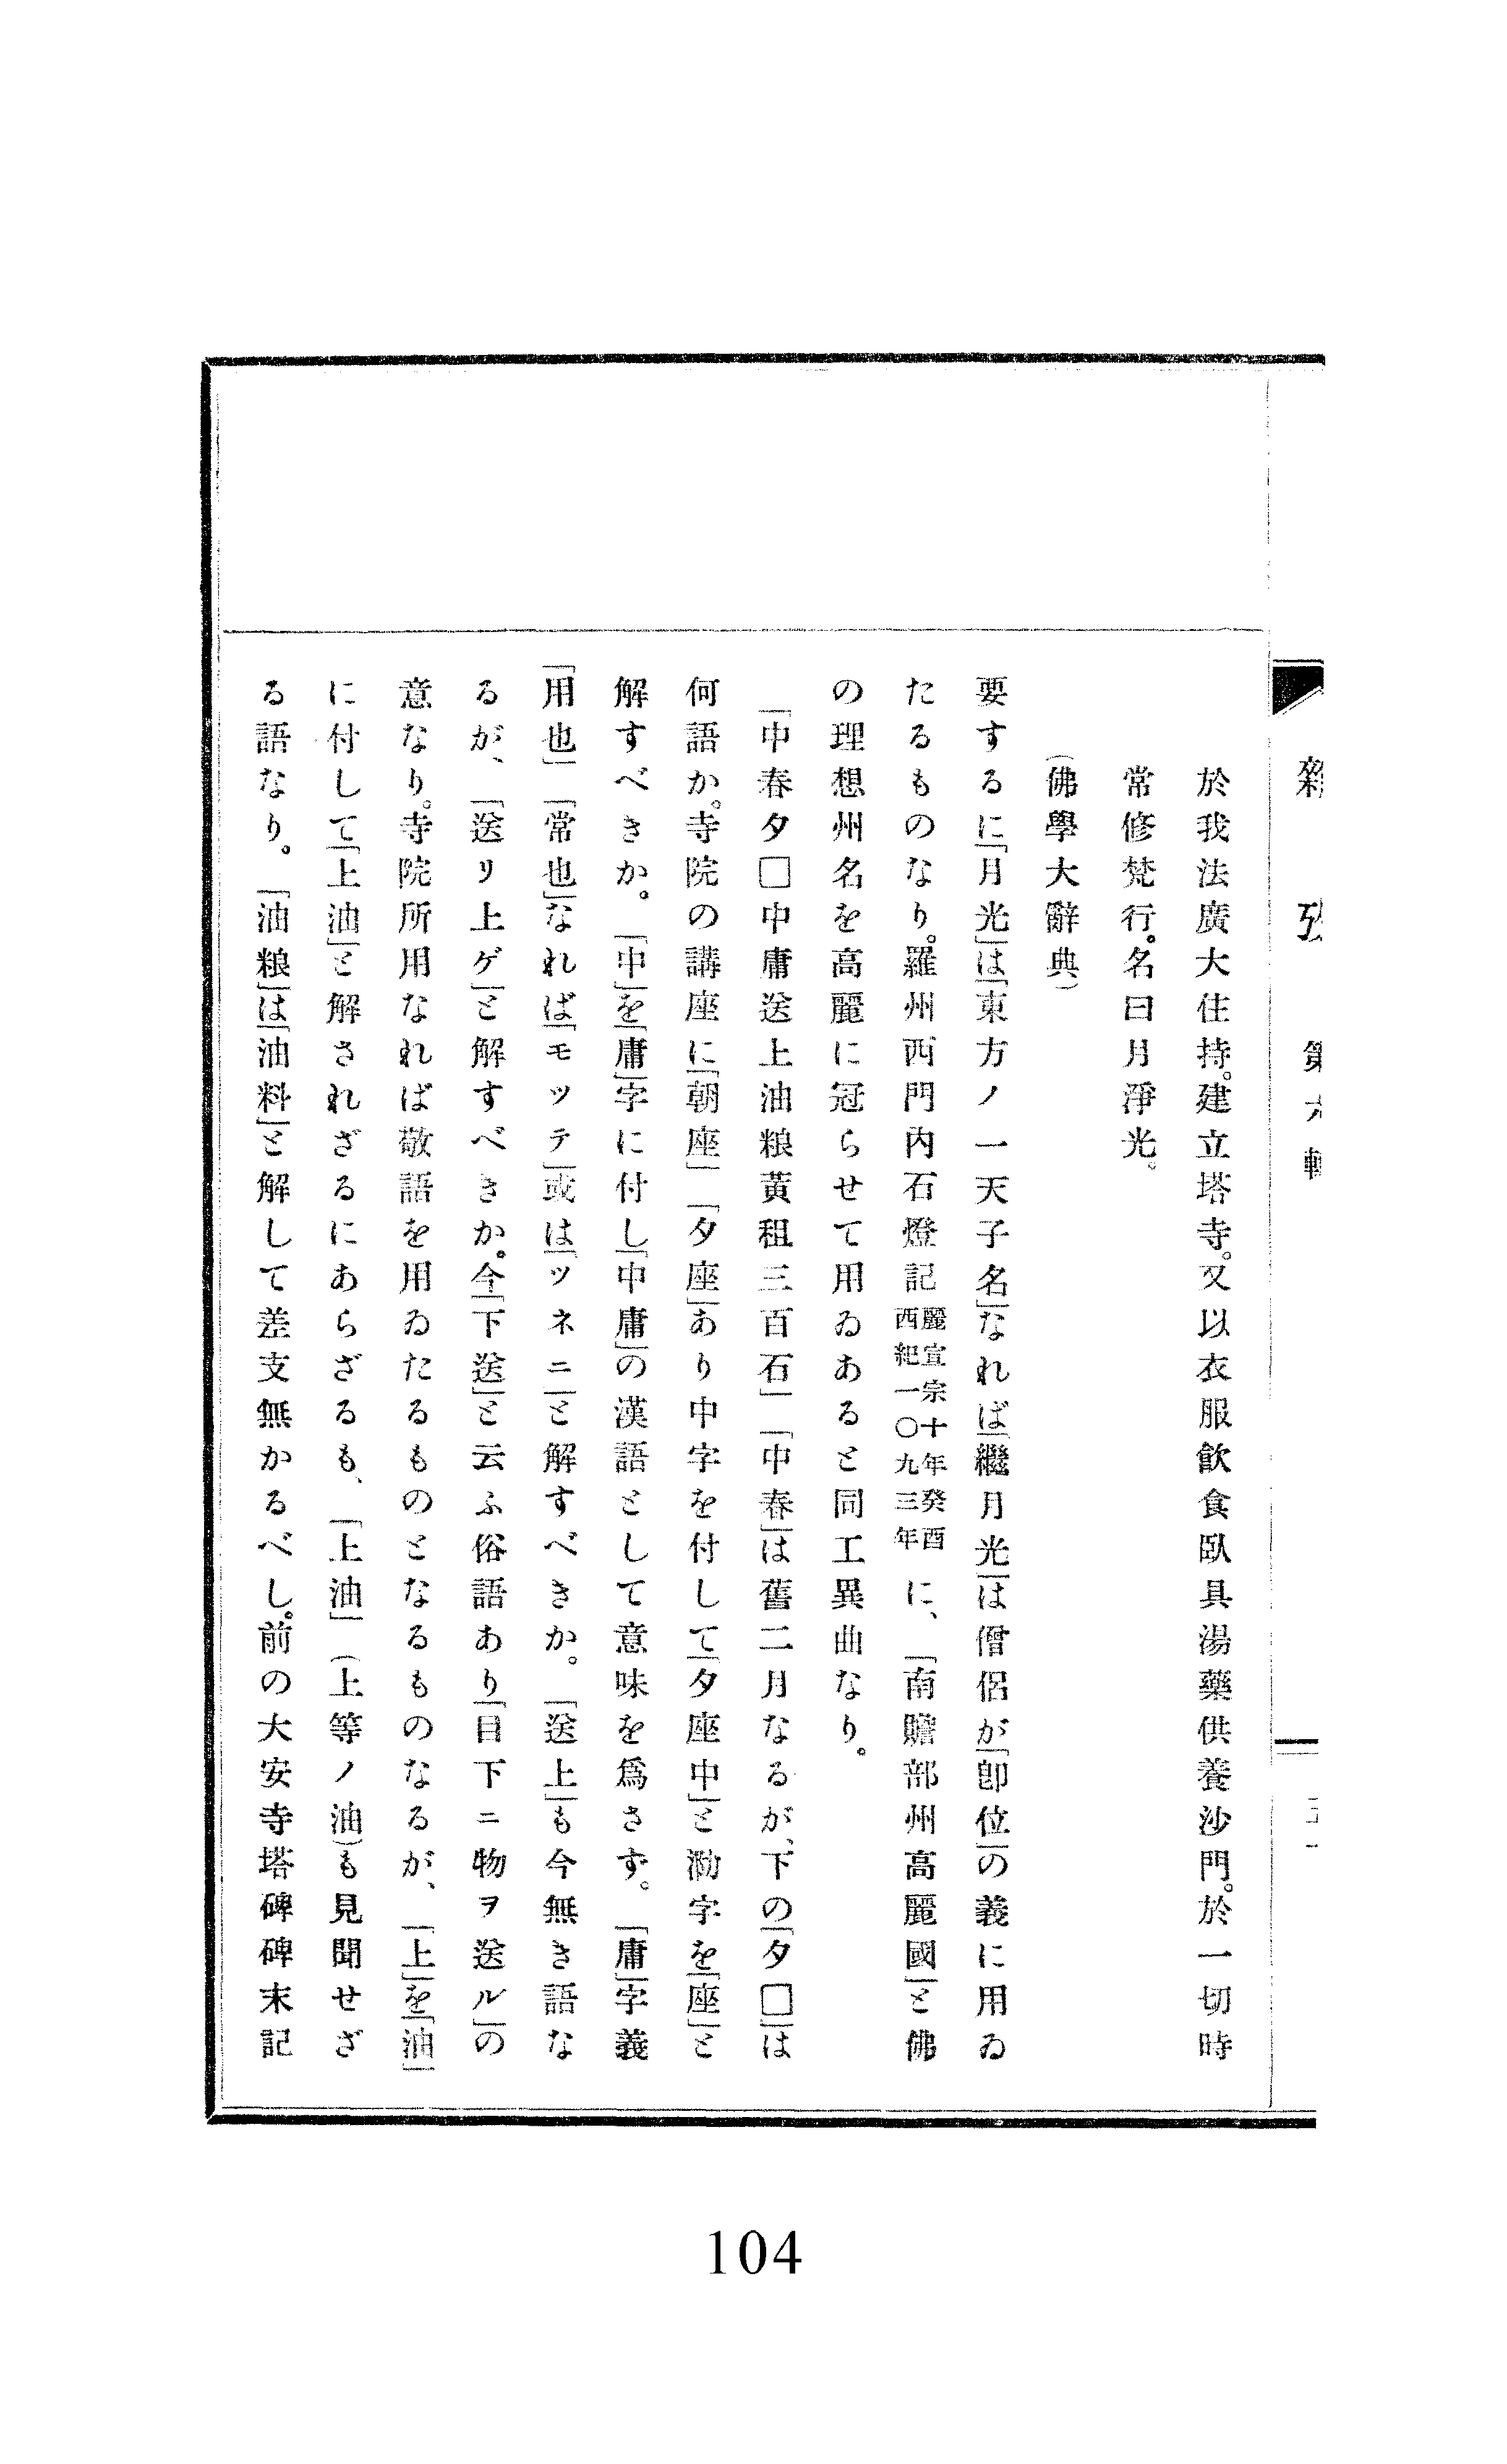 雜攷 第六輯
於我法廣大住持。建立塔寺。又以衣服飮食臥具湯藥供養沙門。於一切時
常修梵行。名曰月淨光。
(佛學大辭典)
要するに「月光」は「東方ノ一天子名」なれば「繼月光」は僧侶が「卽位」の義に用ゐ
たるものなり。羅州西門內石燈記麗宣宗十年癸酉西紀一〇九三年に、「南贍部州高麗國」と佛
の理想州名を高麗に冠らせて用ゐあると同工異曲なり。
「中春夕□中庸送上油粮黃租三百石」「中春」は舊二月なるが、下の「夕□」は
何語か。寺院の講座に「朝座」「夕座」あり中字を付して「夕座中」と泐字を「座」と
解すべきか。「中」を「庸」字に付し「中庸」の漢語として意味を爲さず。「庸」字義
「用也」「常也」なれば「モッテ」或は「ツネニ」と解すべきか。「送上」も今無き語な
るが、「送リ上ゲ」と解すべきか。今「下送」と云ふ俗語あり「目下ニ物ヲ送ル」の
意なり。寺院所用なれば敬語を用ゐたるものとなるものなるが、「上」を「油」
に付して「上油」と解されざるにあらざるも、「上油」(上等ノ油)も見聞せざ
る語なり。「油粮」は「油料」と解して差支無かるべし。前の大安寺塔碑碑末記
104